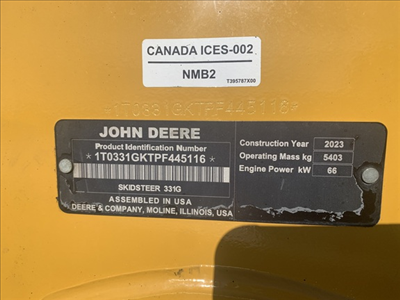 CANADA ICES-002
NMB2
T395787X00
*1T0331GKTPF445116*
JOHN DEERE
Product Identification Number
* 1T0331GKTPF445116 *
SKIDSTEER 331G
ASSEMBLED IN USA
DEERE & COMPANY, MOLINE, ILLINOIS, USA
Construction Year 2023
Operating Mass kg 5403
Engine Power kW 66